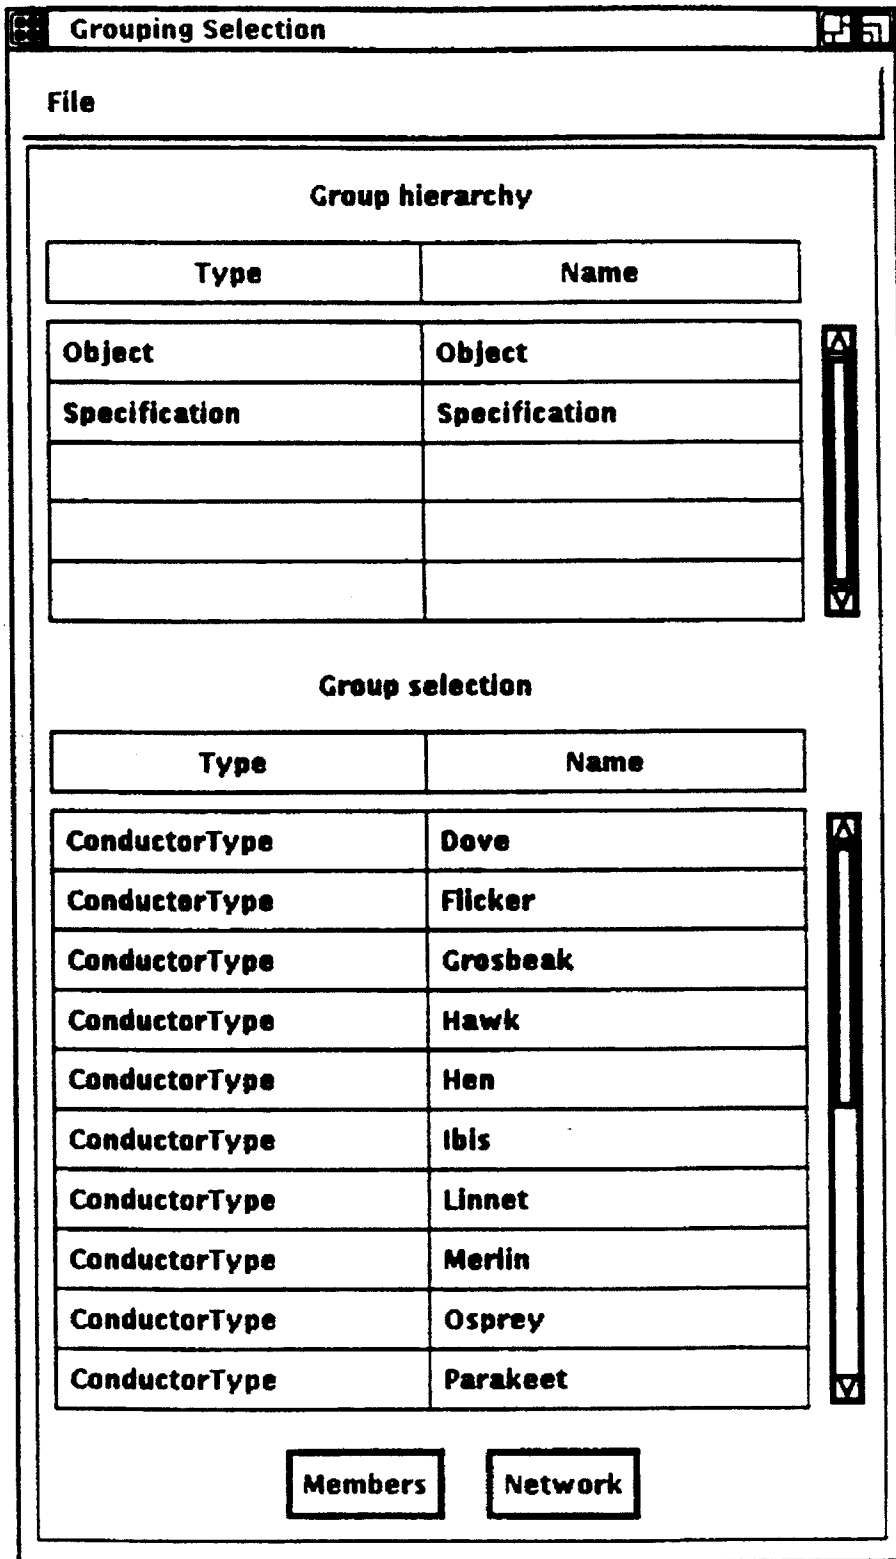 Grouping Selection
File
Group hierarchy
Type Name
Object Object
Specification Specification
Group selection
Type Name
ConductorType Dove
ConductorType Flicker
ConductorType Grosbeak
ConductorType Hawk
ConductorType Hen
ConductorType Ibis
ConductorType Linnet
ConductorType Merlin
ConductorType Osprey
ConductorType Parakeet
Members Network